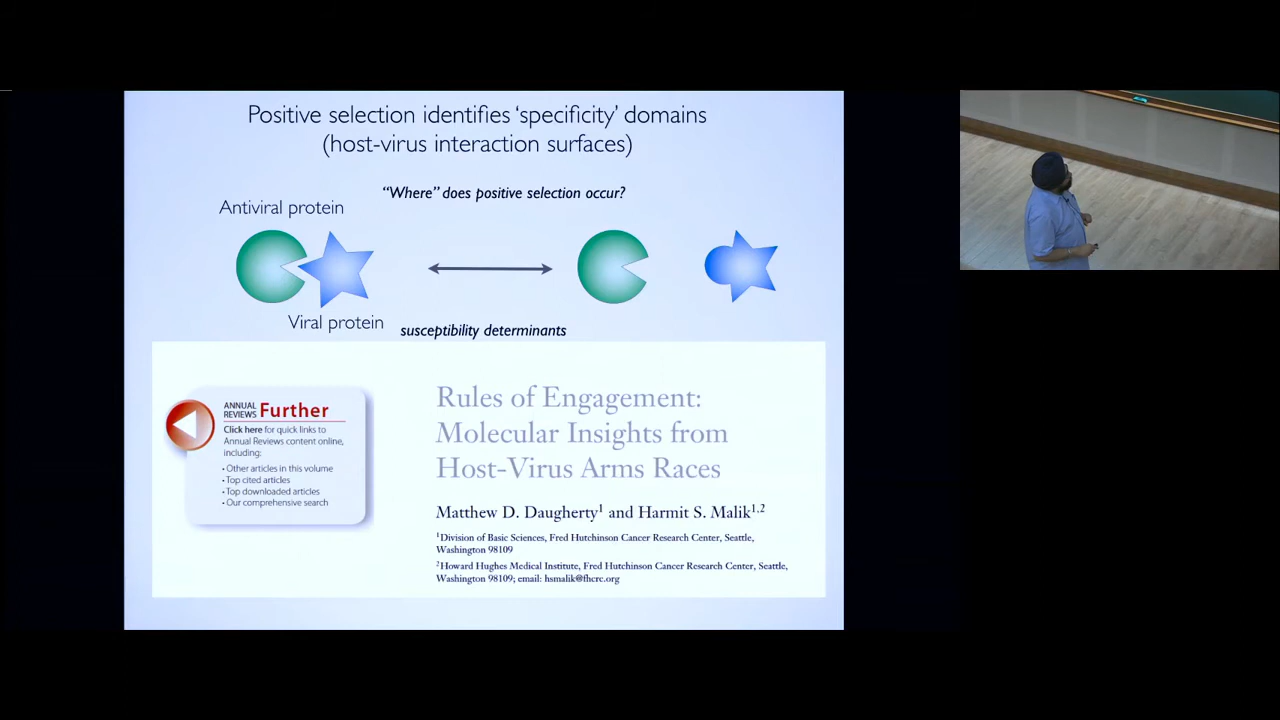 Positive selection identifies ‘specificity’ domains
(host-virus interaction surfaces)
“Where” does positive selection occur?
Antiviral protein
Viral protein
susceptibility determinants
ANNUAL
REVIEWS Further
Click here for quick links to
Annual Reviews content online,
including:
• Other articles in this volume
• Top cited articles
• Top downloaded articles
• Our comprehensive search
Rules of Engagement:
Molecular Insights from
Host-Virus Arms Races
Matthew D. Daugherty¹ and Harmit S. Malik¹,²
¹Division of Basic Sciences, Fred Hutchinson Cancer Research Center, Seattle,
Washington 98109
²Howard Hughes Medical Institute, Fred Hutchinson Cancer Research Center, Seattle,
Washington 98109; email: hsmalik@fhcrc.org